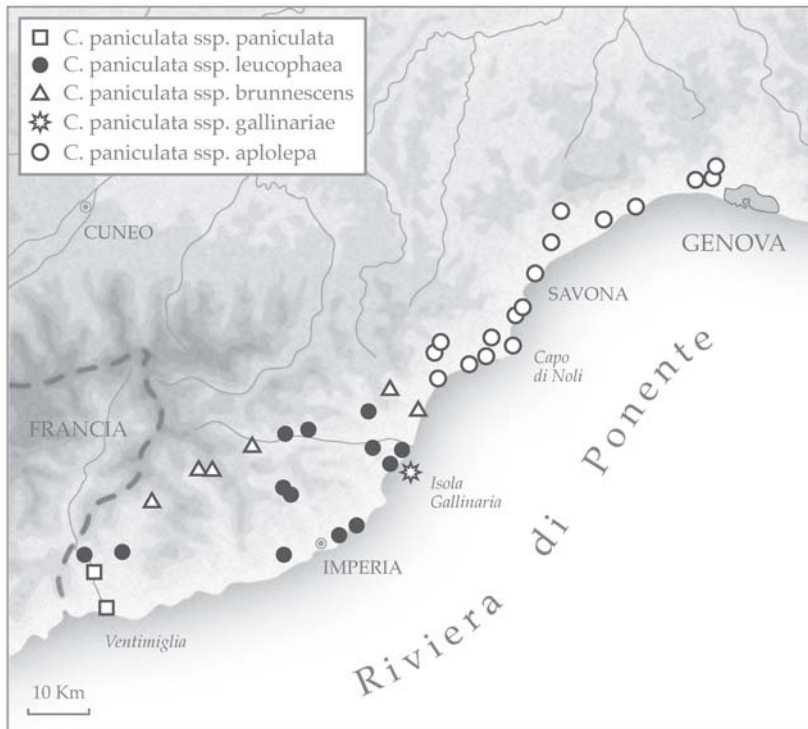 C. paniculata ssp. paniculata
C. paniculata ssp. leucophaea
C. paniculata ssp. brunnescens
C. paniculata ssp. gallinariae
C. paniculata ssp. aplolepa
CUNEO
GENOVA
SAVONA
Capo
di Noli
FRANCIA
Isola
Gallinaria
IMPERIA
Ventimiglia
Riviera di Ponente
10 Km